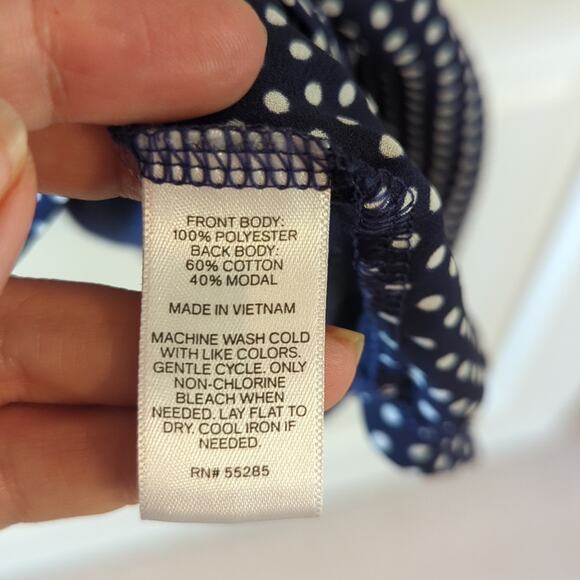 FRONT BODY:
100% POLYESTER
BACK BODY:
60% COTTON
40% MODAL
MADE IN VIETNAM
MACHINE WASH COLD
WITH LIKE COLORS.
GENTLE CYCLE. ONLY
NON-CHLORINE
BLEACH WHEN
NEEDED. LAY FLAT TO
DRY. COOL IRON IF
NEEDED.
RN# 55285